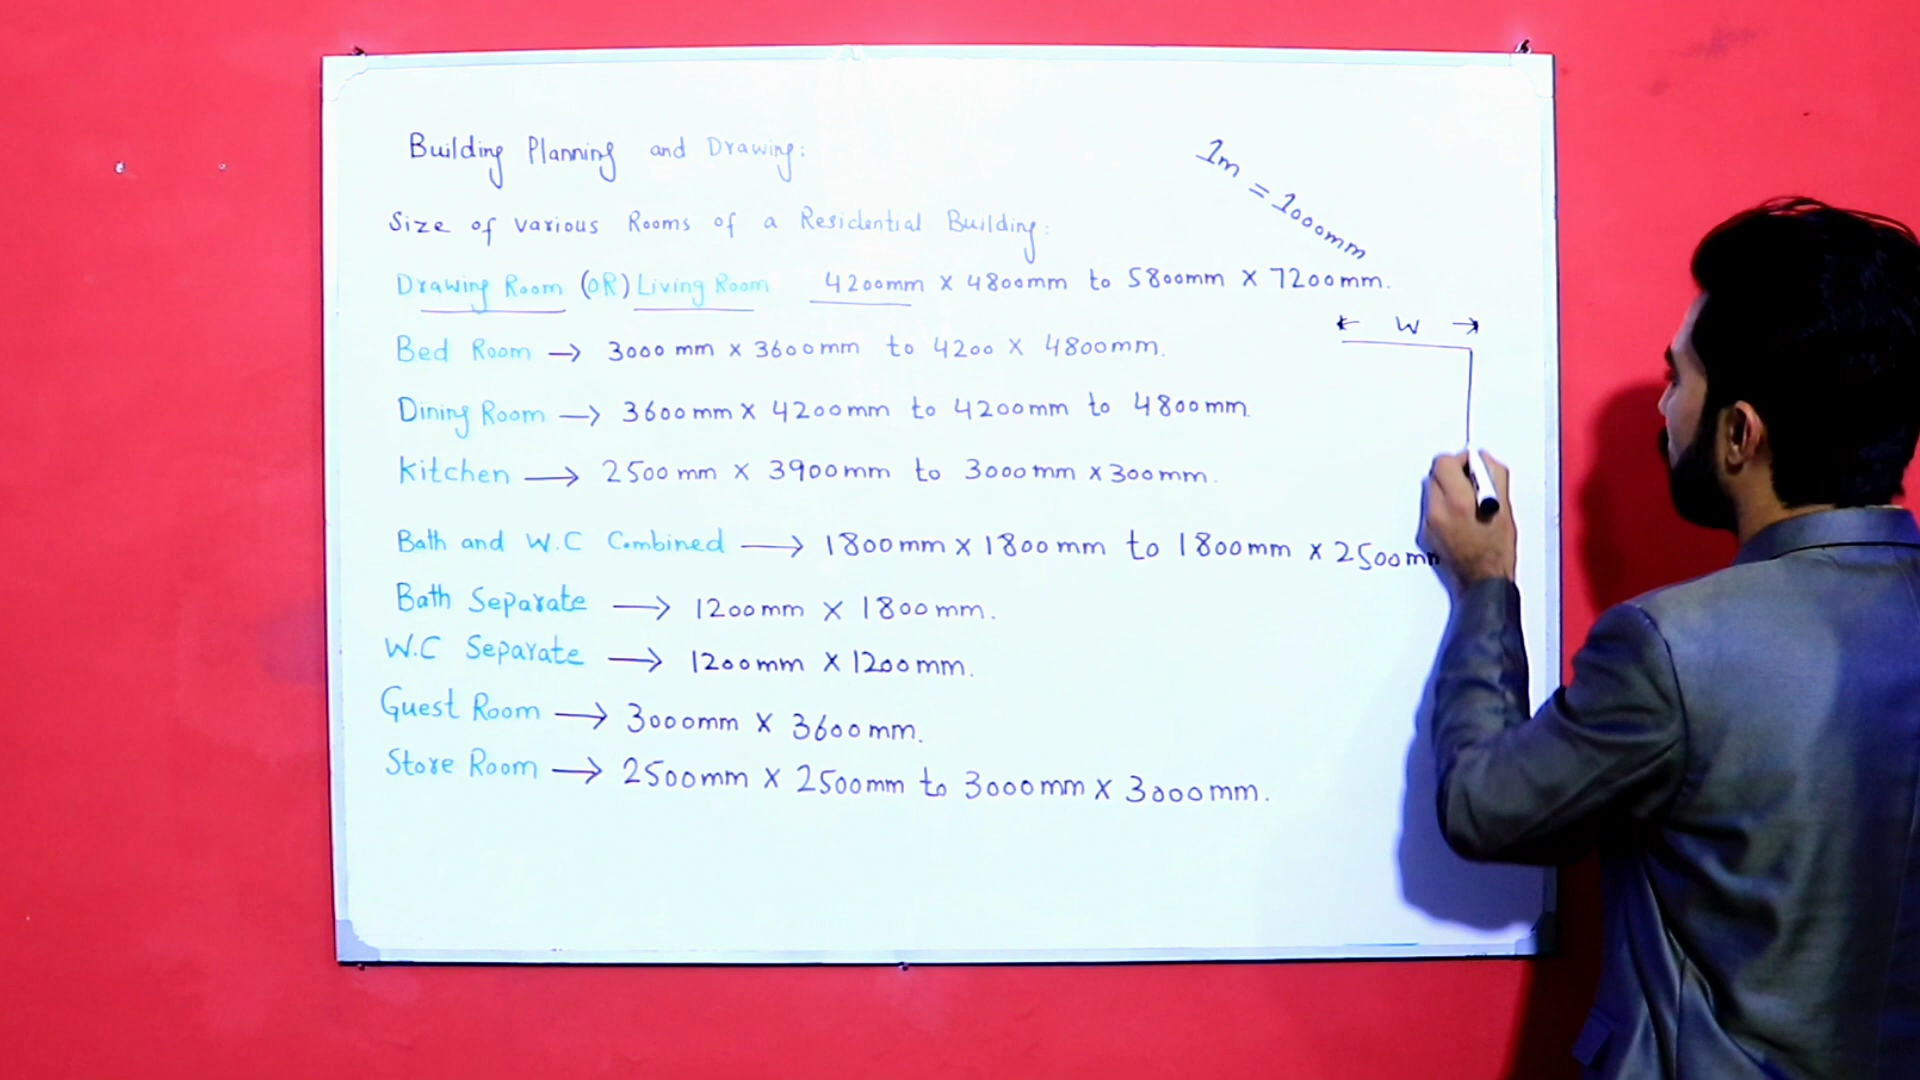 Building Planning and Drawing:
1m = 1000mm
Size of various Rooms of a Residential Building:
Drawing Room (OR) Living Room 4200mm x 4800mm to 5800mm x 7200mm.
W
Bed Room → 3000 mm x 3600mm to 4200 x 4800mm.
Dining Room → 3600 mm x 4200mm to 4200mm to 4800mm.
Kitchen → 2500 mm x 3900mm to 3000mm x 300mm.
Bath and W.C Combined → 1800mm x 1800mm to 1800mm x 2500mm
Bath Separate → 1200mm x 1800mm.
W.C Separate → 1200mm x 1200mm.
Guest Room → 3000mm x 3600mm.
Store Room → 2500mm x 2500mm to 3000mm x 3000mm.